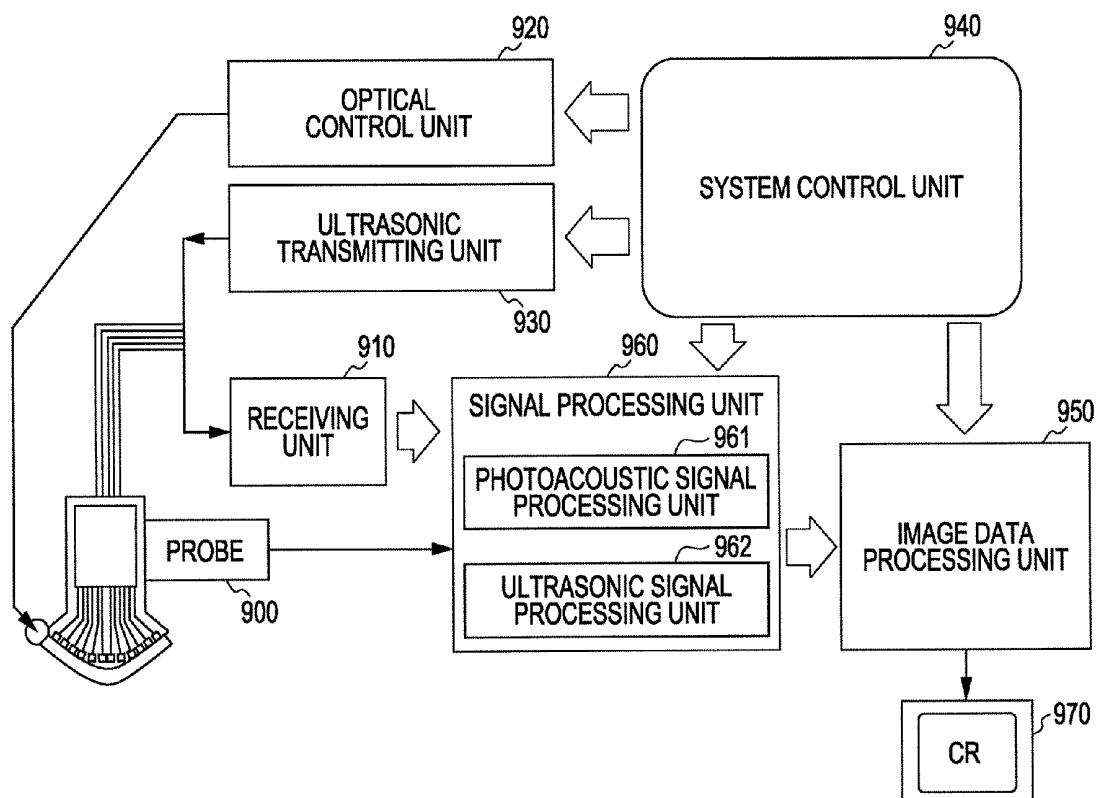 920
940
OPTICAL
CONTROL UNIT
SYSTEM CONTROL UNIT
ULTRASONIC
TRANSMITTING UNIT
930
910
960
RECEIVING
UNIT
SIGNAL PROCESSING UNIT
961
950
PHOTOACOUSTIC SIGNAL
PROCESSING UNIT
IMAGE DATA
PROCESSING UNIT
PROBE
900
962
ULTRASONIC SIGNAL
PROCESSING UNIT
970
CR